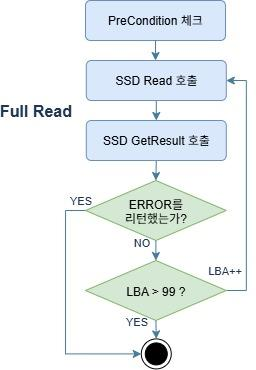 PreCondition 체크
SSD Read 호출
Full Read
SSD GetResult 호출
YES
ERROR를
리턴했는가?
NO
LBA++
LBA > 99 ?
YES